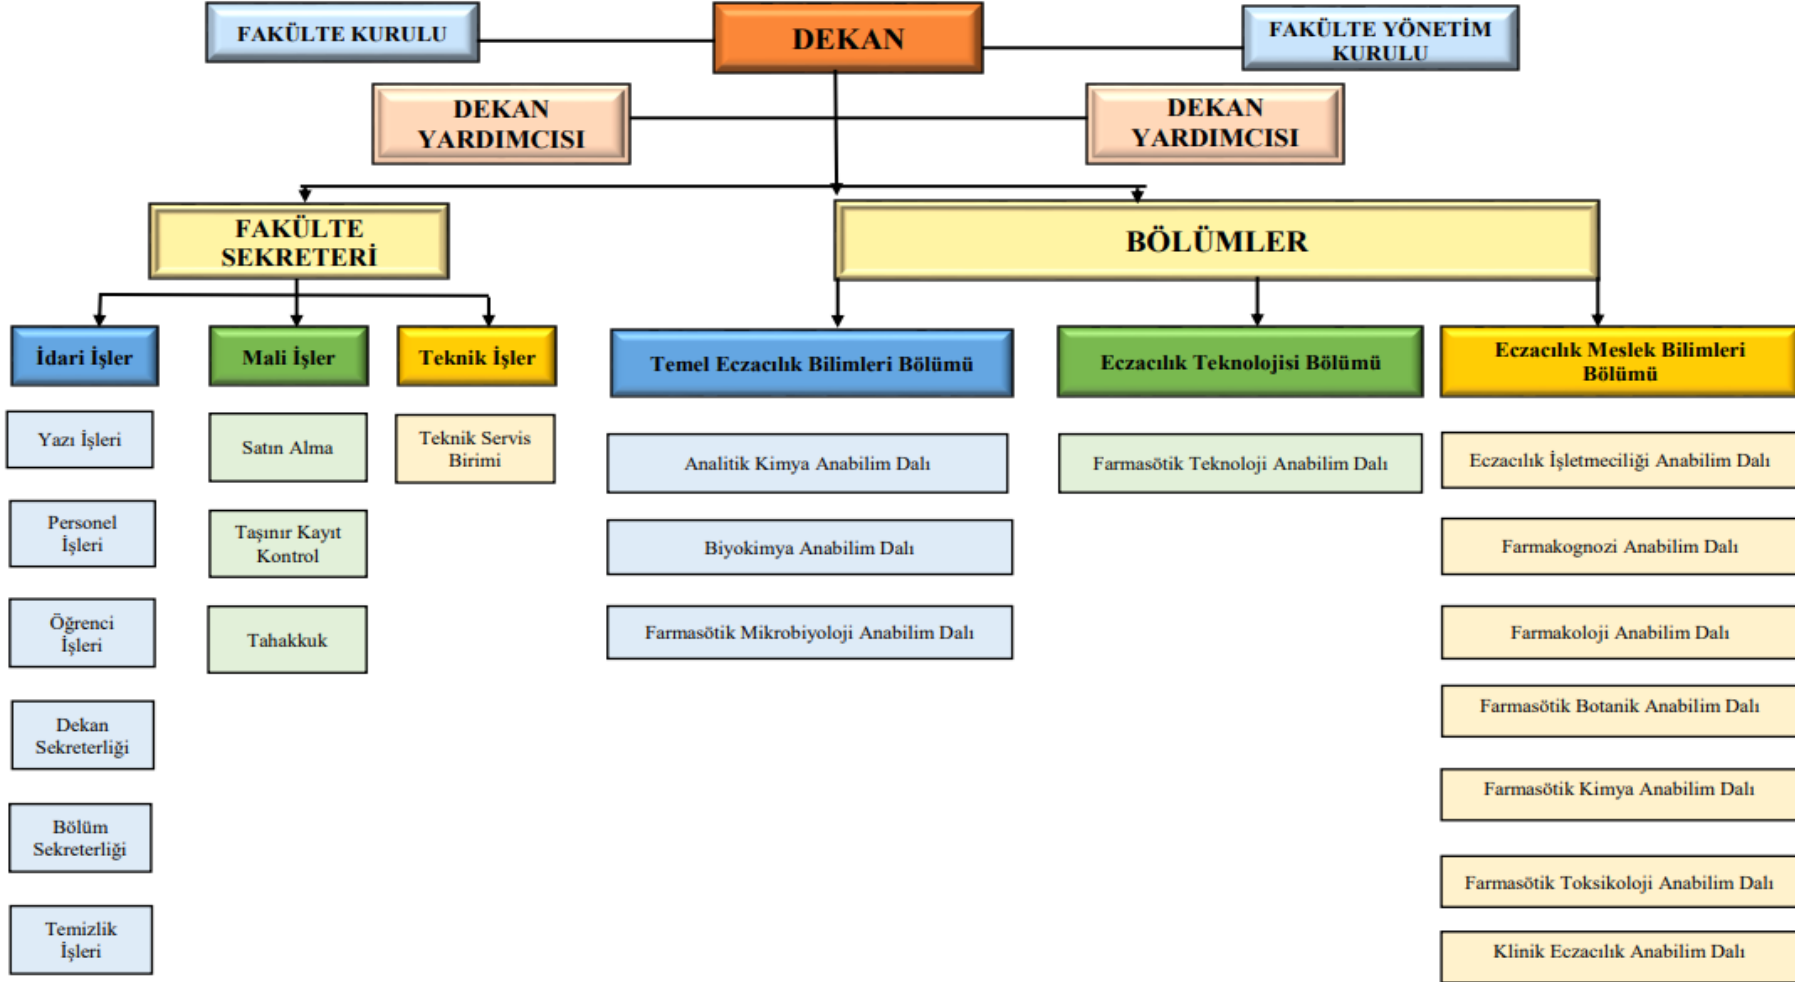 FAKÜLTE KURULU
DEKAN
FAKÜLTE YÖNETİM
KURULU
DEKAN
YARDIMCISI
DEKAN
YARDIMCISI
FAKÜLTE
SEKRETERİ
BÖLÜMLER
İdari İşler
Mali İşler
Teknik İşler
Temel Eczacılık Bilimleri Bölümü
Eczacılık Teknolojisi Bölümü
Eczacılık Meslek Bilimleri
Bölümü
Yazı İşleri
Personel
İşleri
Öğrenci
İşleri
Dekan
Sekreterliği
Bölüm
Sekreterliği
Temizlik
İşleri
Satın Alma
Taşınır Kayıt
Kontrol
Tahakkuk
Teknik Servis
Birimi
Analitik Kimya Anabilim Dalı
Biyokimya Anabilim Dalı
Farmasötik Mikrobiyoloji Anabilim Dalı
Farmasötik Teknoloji Anabilim Dalı
Eczacılık İşletmeciliği Anabilim Dalı
Farmakognozi Anabilim Dalı
Farmakoloji Anabilim Dalı
Farmasötik Botanik Anabilim Dalı
Farmasötik Kimya Anabilim Dalı
Farmasötik Toksikoloji Anabilim Dalı
Klinik Eczacılık Anabilim Dalı